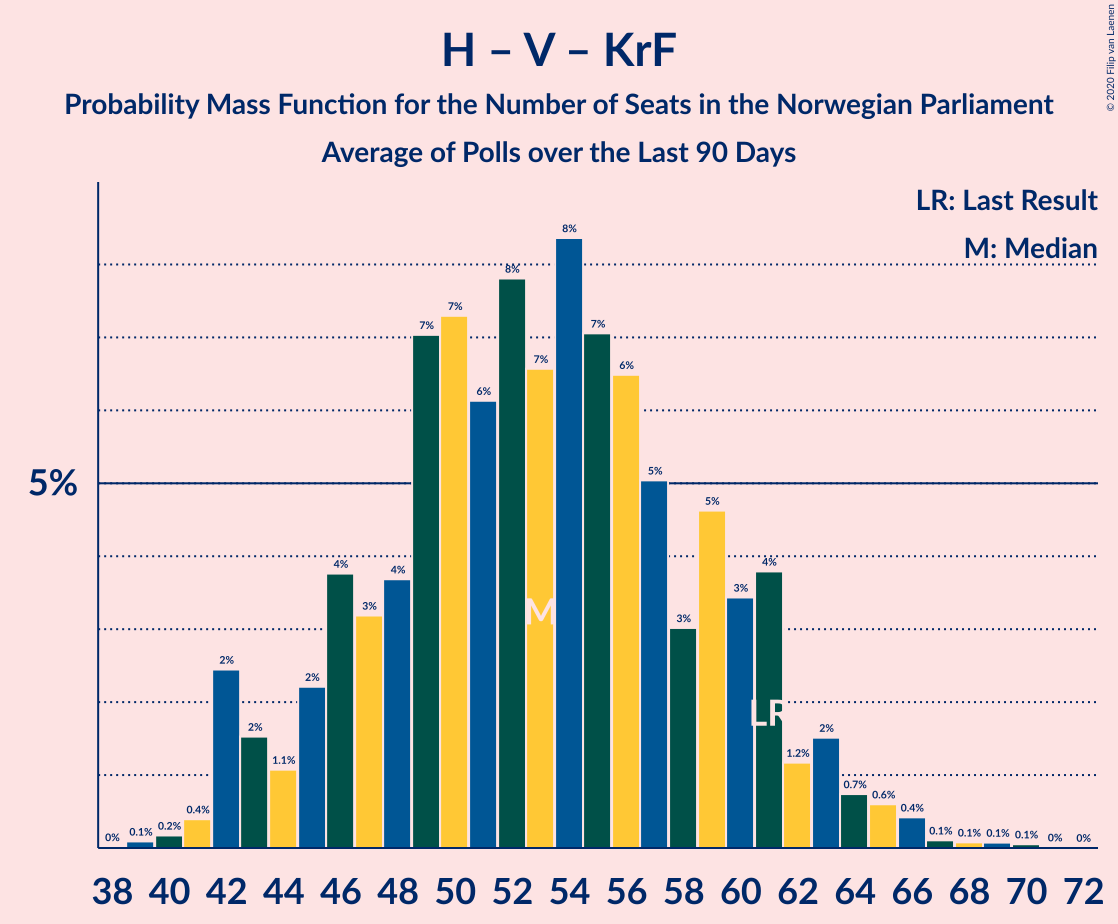 H – V – KrF
Probability Mass Function for the Number of Seats in the Norwegian Parliament
Average of Polls over the Last 90 Days
© 2020 Filip van Laenen
LR: Last Result
M: Median
5%
0% 0.1% 0.2% 0.4% 2% 2% 1.1% 2% 4% 3% 4% 7% 7% 6% 8% 7% 8% 7% 6% 5% 3% 5% 3% 4% 1.2% 2% 0.7% 0.6% 0.4% 0.1% 0.1% 0.1% 0.1% 0% 0%
M
LR
38 40 42 44 46 48 50 52 54 56 58 60 62 64 66 68 70 72